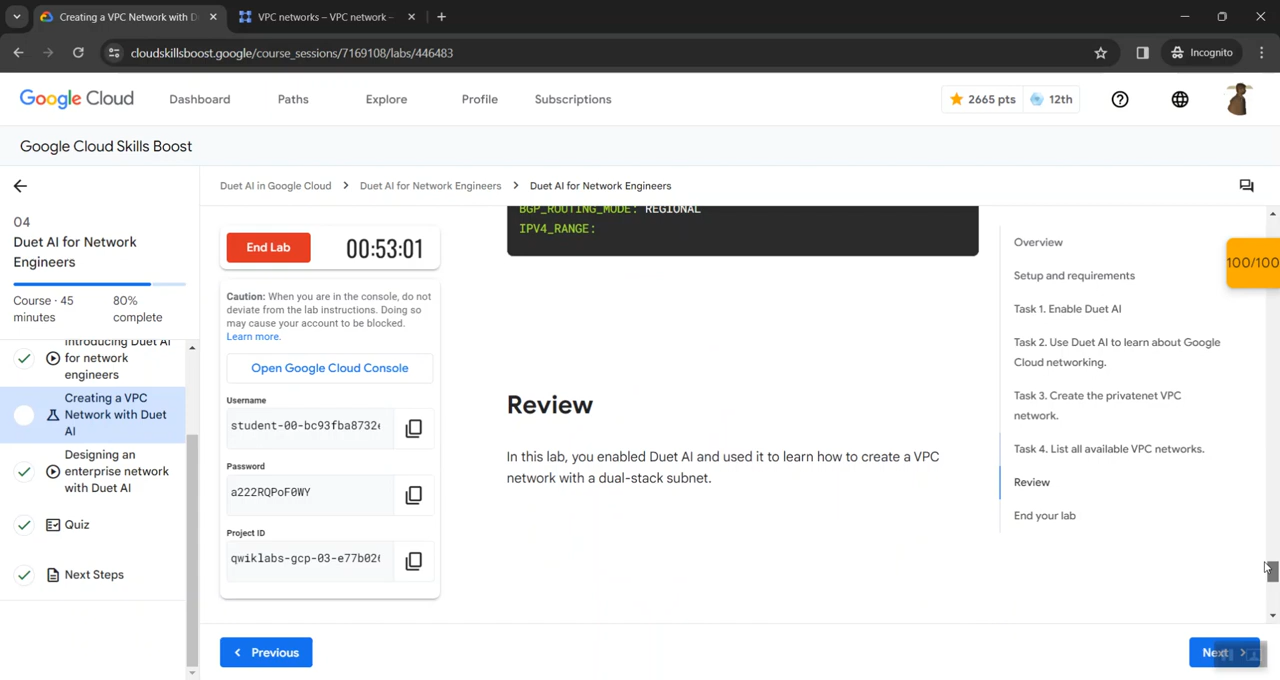 Creating a VPC Network with D
VPC networks – VPC network –
cloudskillsboost.google/course_sessions/7169108/labs/446483
Incognito
Google Cloud
Dashboard
Paths
Explore
Profile
Subscriptions
2665 pts
12th
Google Cloud Skills Boost
04
Duet AI for Network
Engineers
Course · 45
minutes
80%
complete
Introducing Duet AI
for network
engineers
Creating a VPC
Network with Duet
AI
Designing an
enterprise network
with Duet AI
Quiz
Next Steps
Duet AI in Google Cloud
Duet AI for Network Engineers
Duet AI for Network Engineers
End Lab
00:53:01
Caution: When you are in the console, do not
deviate from the lab instructions. Doing so
may cause your account to be blocked.
Learn more.
Open Google Cloud Console
Username
student-00-bc93fba8732
Password
a222RQPoF0WY
Project ID
qwiklabs-gcp-03-e77b02
BGP_ROUTING_MODE: REGIONAL
IPV4_RANGE:
Review
In this lab, you enabled Duet AI and used it to learn how to create a VPC
network with a dual-stack subnet.
Overview
Setup and requirements
Task 1. Enable Duet AI
Task 2. Use Duet AI to learn about Google
Cloud networking.
Task 3. Create the privatenet VPC
network.
Task 4. List all available VPC networks.
Review
End your lab
100/100
Previous
Next